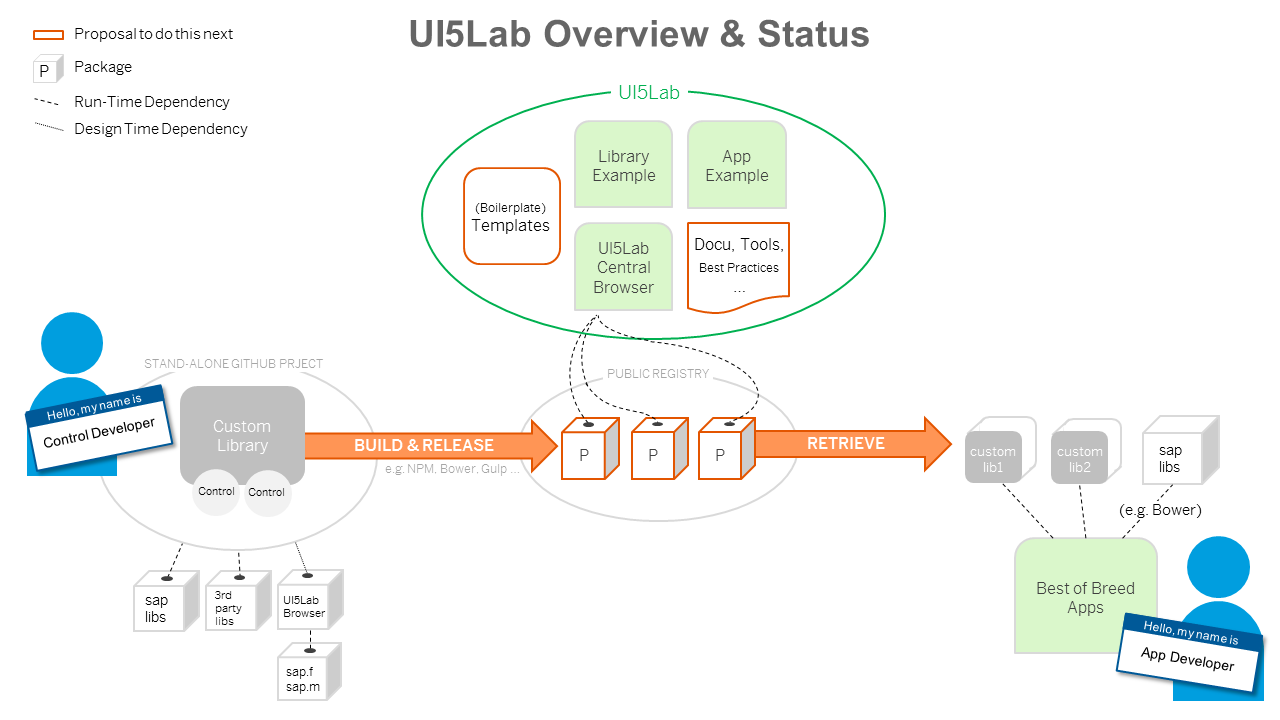 UI5Lab Overview & Status
Proposal to do this next
P
Package
Run-Time Dependency
Design Time Dependency
UI5Lab
Library
Example
App
Example
(Boilerplate)
Templates
UI5Lab
Central
Browser
Docu, Tools,
Best Practices
...
STAND-ALONE GITHUB PRJECT
Hello, my name is
Control Developer
Custom
Library
Control
Control
BUILD & RELEASE
e.g. NPM, Bower, Gulp ...
PUBLIC REGISTRY
P
P
P
RETRIEVE
custom
lib1
custom
lib2
sap
libs
(e.g. Bower)
sap
libs
3rd
party
libs
UI5Lab
Browser
sap.f
sap.m
Best of Breed
Apps
Hello, my name is
App Developer